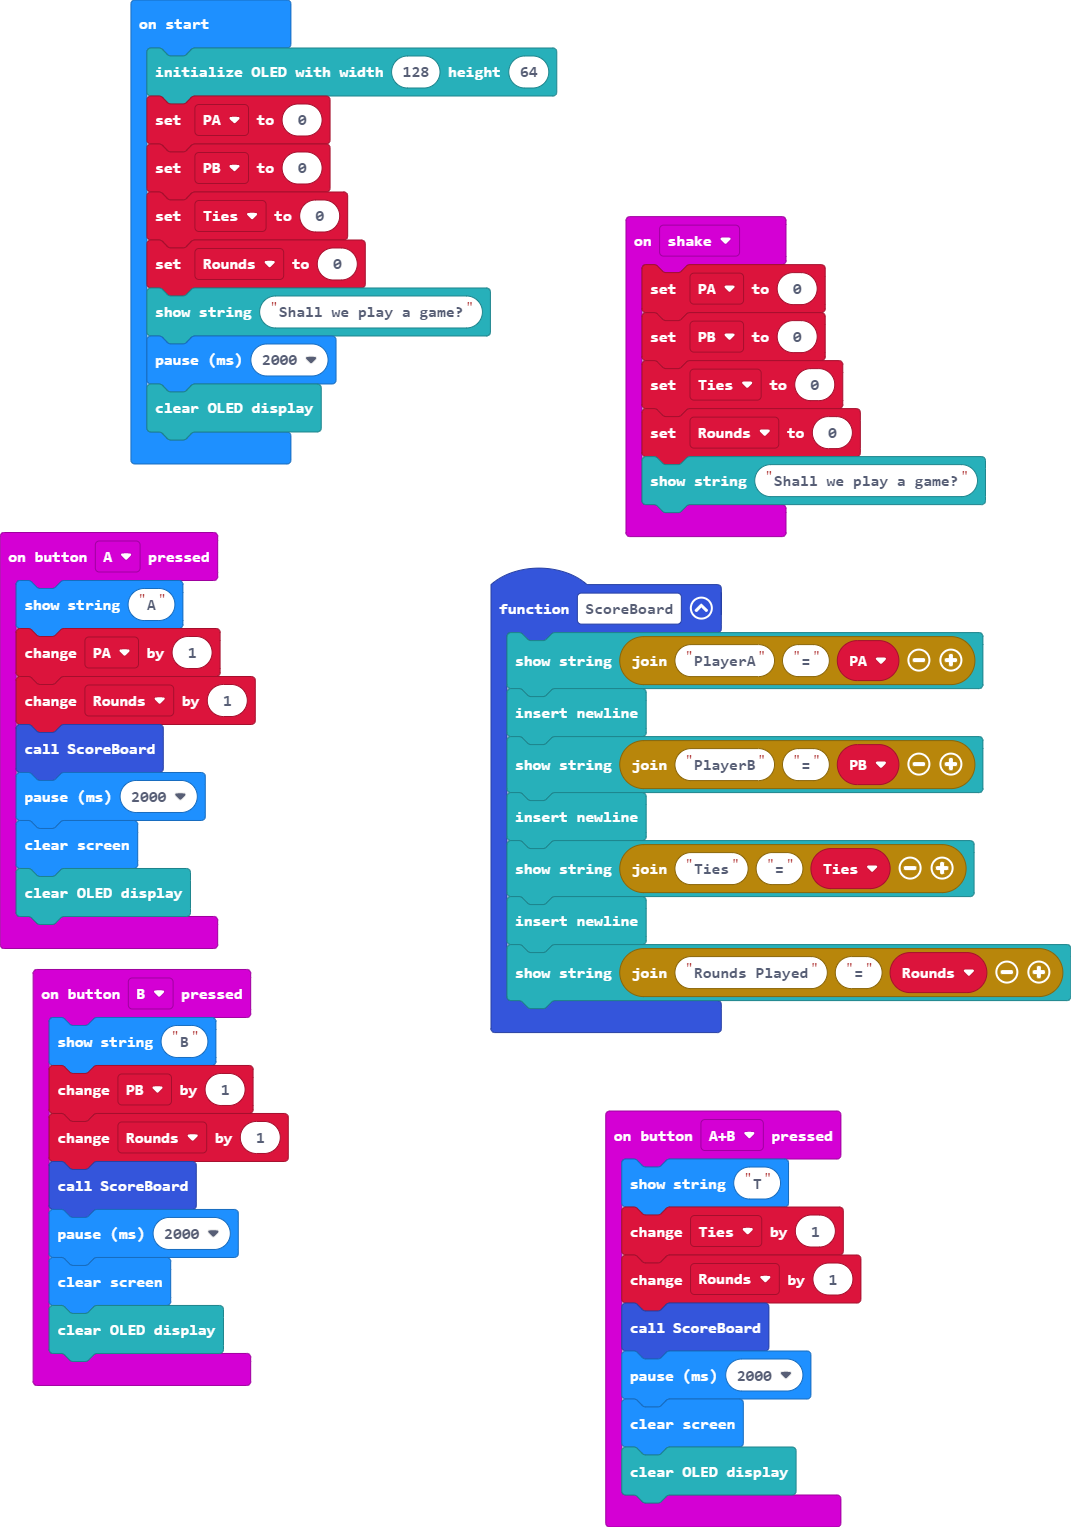 on start
initialize OLED with width 128 height 64
set PA to 0
set PB to 0
set Ties to 0
set Rounds to 0
show string "Shall we play a game?"
pause (ms) 2000
clear OLED display
on shake
set PA to 0
set PB to 0
set Ties to 0
set Rounds to 0
show string "Shall we play a game?"
on button A pressed
show string "A"
change PA by 1
change Rounds by 1
call ScoreBoard
pause (ms) 2000
clear screen
clear OLED display
function ScoreBoard
show string join "PlayerA" "=" PA
insert newline
show string join "PlayerB" "=" PB
insert newline
show string join "Ties" "=" Ties
insert newline
show string join "Rounds Played" "=" Rounds
on button B pressed
show string "B"
change PB by 1
change Rounds by 1
call ScoreBoard
pause (ms) 2000
clear screen
clear OLED display
on button A+B pressed
show string "T"
change Ties by 1
change Rounds by 1
call ScoreBoard
pause (ms) 2000
clear screen
clear OLED display